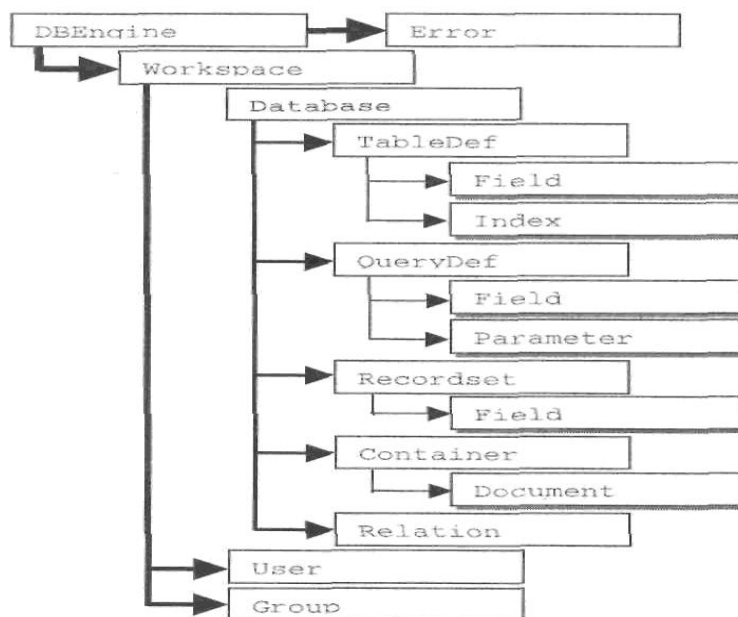 DBEngine
Error
Workspace
Database
TableDef
Field
Index
QueryDef
Field
Parameter
Recordset
Field
Container
Document
Relation
User
Group